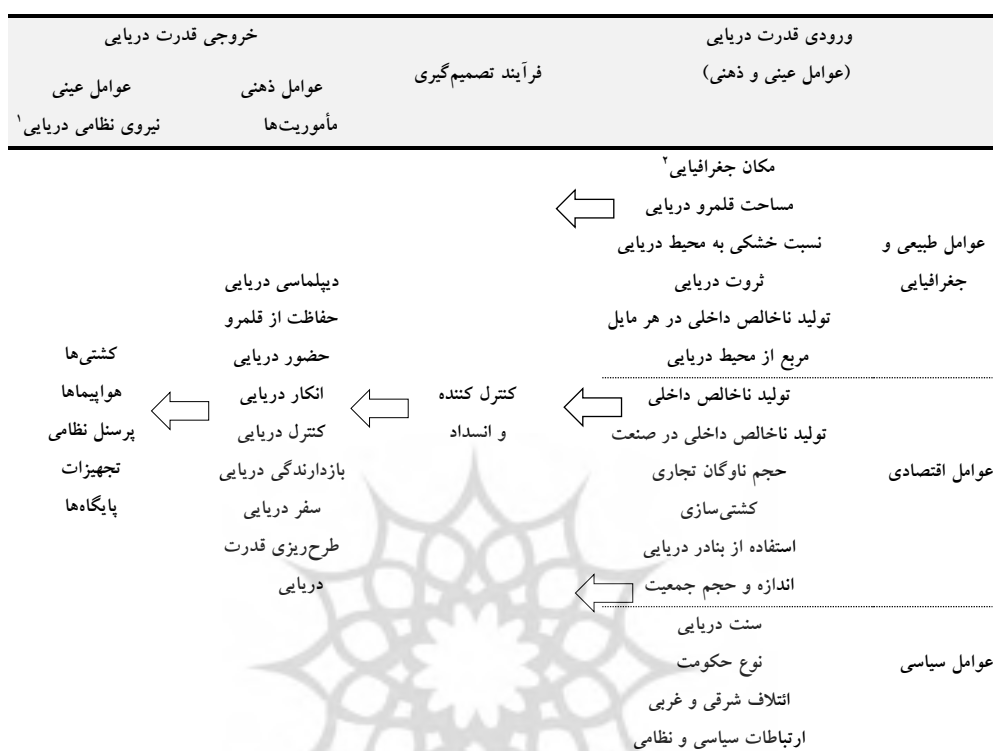 ورودی قدرت دریایی
(عوامل عینی و ذهنی)
فرآیند تصمیم‌گیری
خروجی قدرت دریایی
عوامل ذهنی
مأموریت‌ها
عوامل عینی
نیروی نظامی دریایی۱
عوامل طبیعی و
جغرافیایی
مکان جغرافیایی۲
مساحت قلمرو دریایی
نسبت خشکی به محیط دریایی
ثروت دریایی
تولید ناخالص داخلی در هر مایل
مربع از محیط دریایی
عوامل اقتصادی
تولید ناخالص داخلی
تولید ناخالص داخلی در صنعت
حجم ناوگان تجاری
کشتی‌سازی
استفاده از بنادر دریایی
اندازه و حجم جمعیت
عوامل سیاسی
سنت دریایی
نوع حکومت
ائتلاف شرقی و غربی
ارتباطات سیاسی و نظامی
کنترل کننده
و انسداد
دیپلماسی دریایی
حفاظت از قلمرو
حضور دریایی
انکار دریایی
کنترل دریایی
بازدارندگی دریایی
سفر دریایی
طرح‌ریزی قدرت
دریایی
کشتی‌ها
هواپیماها
پرسنل نظامی
تجهیزات
پایگاه‌ها